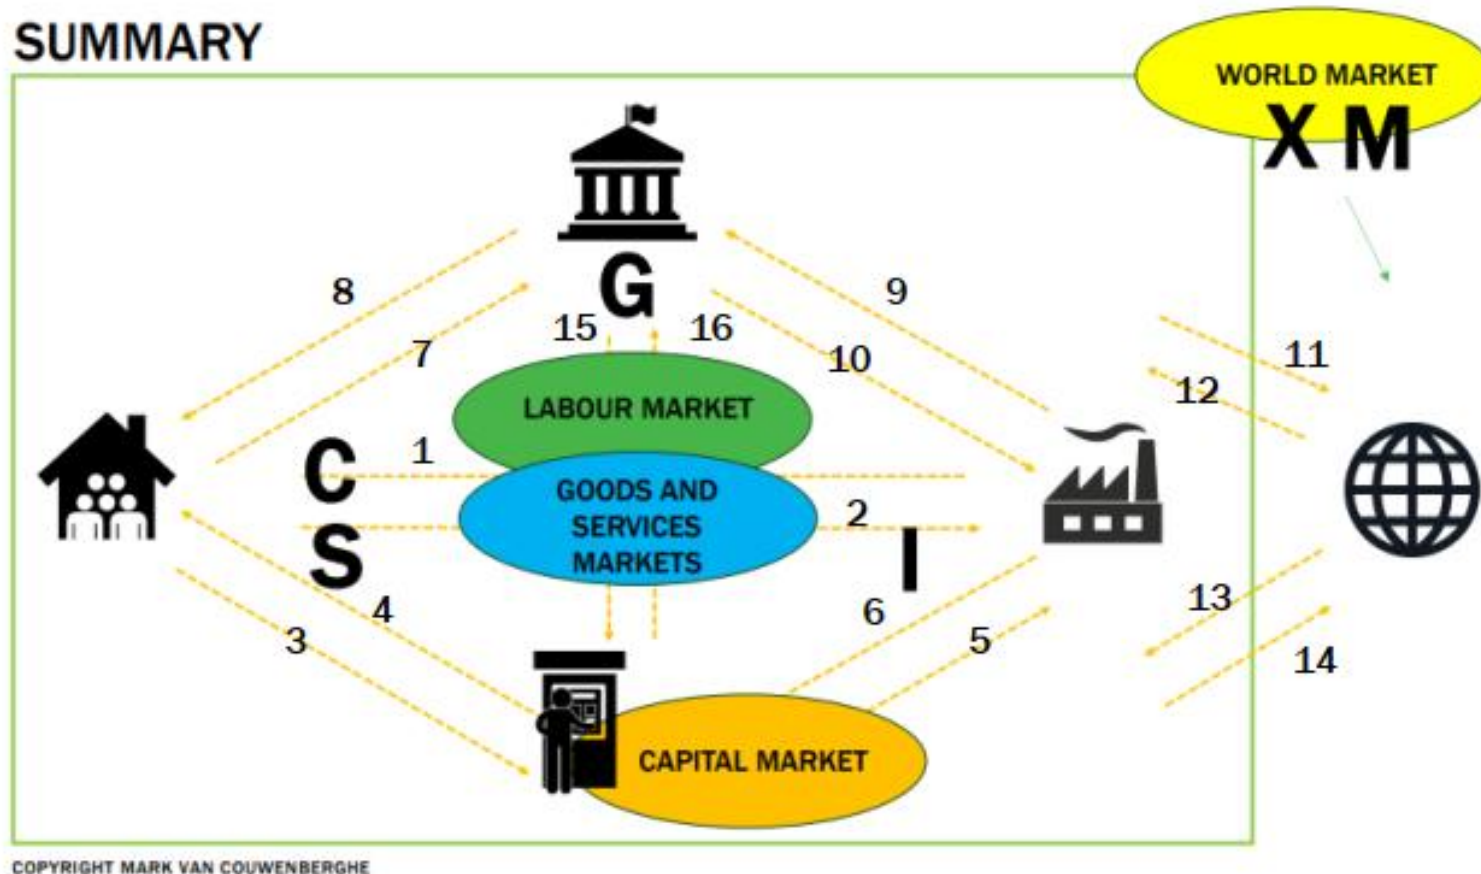 SUMMARY
WORLD MARKET
X M
G
8
9
15
16
7
10
11
12
LABOUR MARKET
C
1
GOODS AND
SERVICES
MARKETS
2
S
I
4
6
3
5
13
14
CAPITAL MARKET
COPYRIGHT MARK VAN COUWENBERGHE